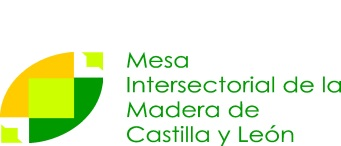 Mesa
Intersectorial de la
Madera de
Castilla y León